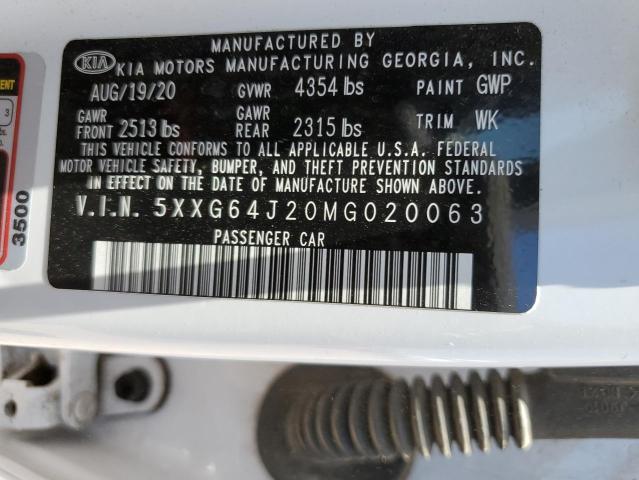 MANUFACTURED BY
KIA KIA MOTORS MANUFACTURING GEORGIA, INC.
AUG/19/20 GVWR 4354 lbs PAINT GWP
GAWR FRONT 2513 lbs GAWR REAR 2315 lbs TRIM WK
THIS VEHICLE CONFORMS TO ALL APPLICABLE U.S.A. FEDERAL
MOTOR VEHICLE SAFETY, BUMPER, AND THEFT PREVENTION STANDARDS
IN EFFECT ON THE DATE OF MANUFACTURE SHOWN ABOVE.
V.I.N. 5XXG64J20MG020063
PASSENGER CAR
3500
3